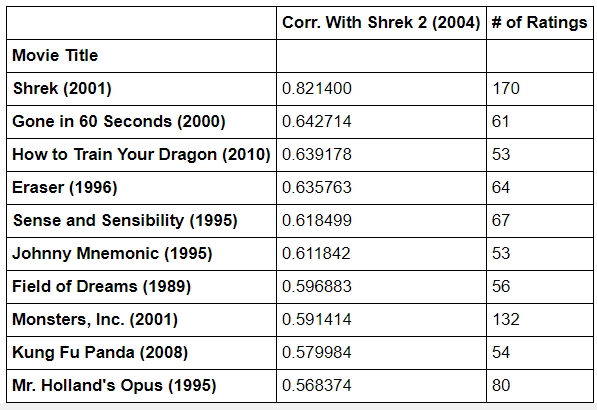 Corr. With Shrek 2 (2004) # of Ratings
Movie Title
Shrek (2001) 0.821400 170
Gone in 60 Seconds (2000) 0.642714 61
How to Train Your Dragon (2010) 0.639178 53
Eraser (1996) 0.635763 64
Sense and Sensibility (1995) 0.618499 67
Johnny Mnemonic (1995) 0.611842 53
Field of Dreams (1989) 0.596883 56
Monsters, Inc. (2001) 0.591414 132
Kung Fu Panda (2008) 0.579984 54
Mr. Holland's Opus (1995) 0.568374 80